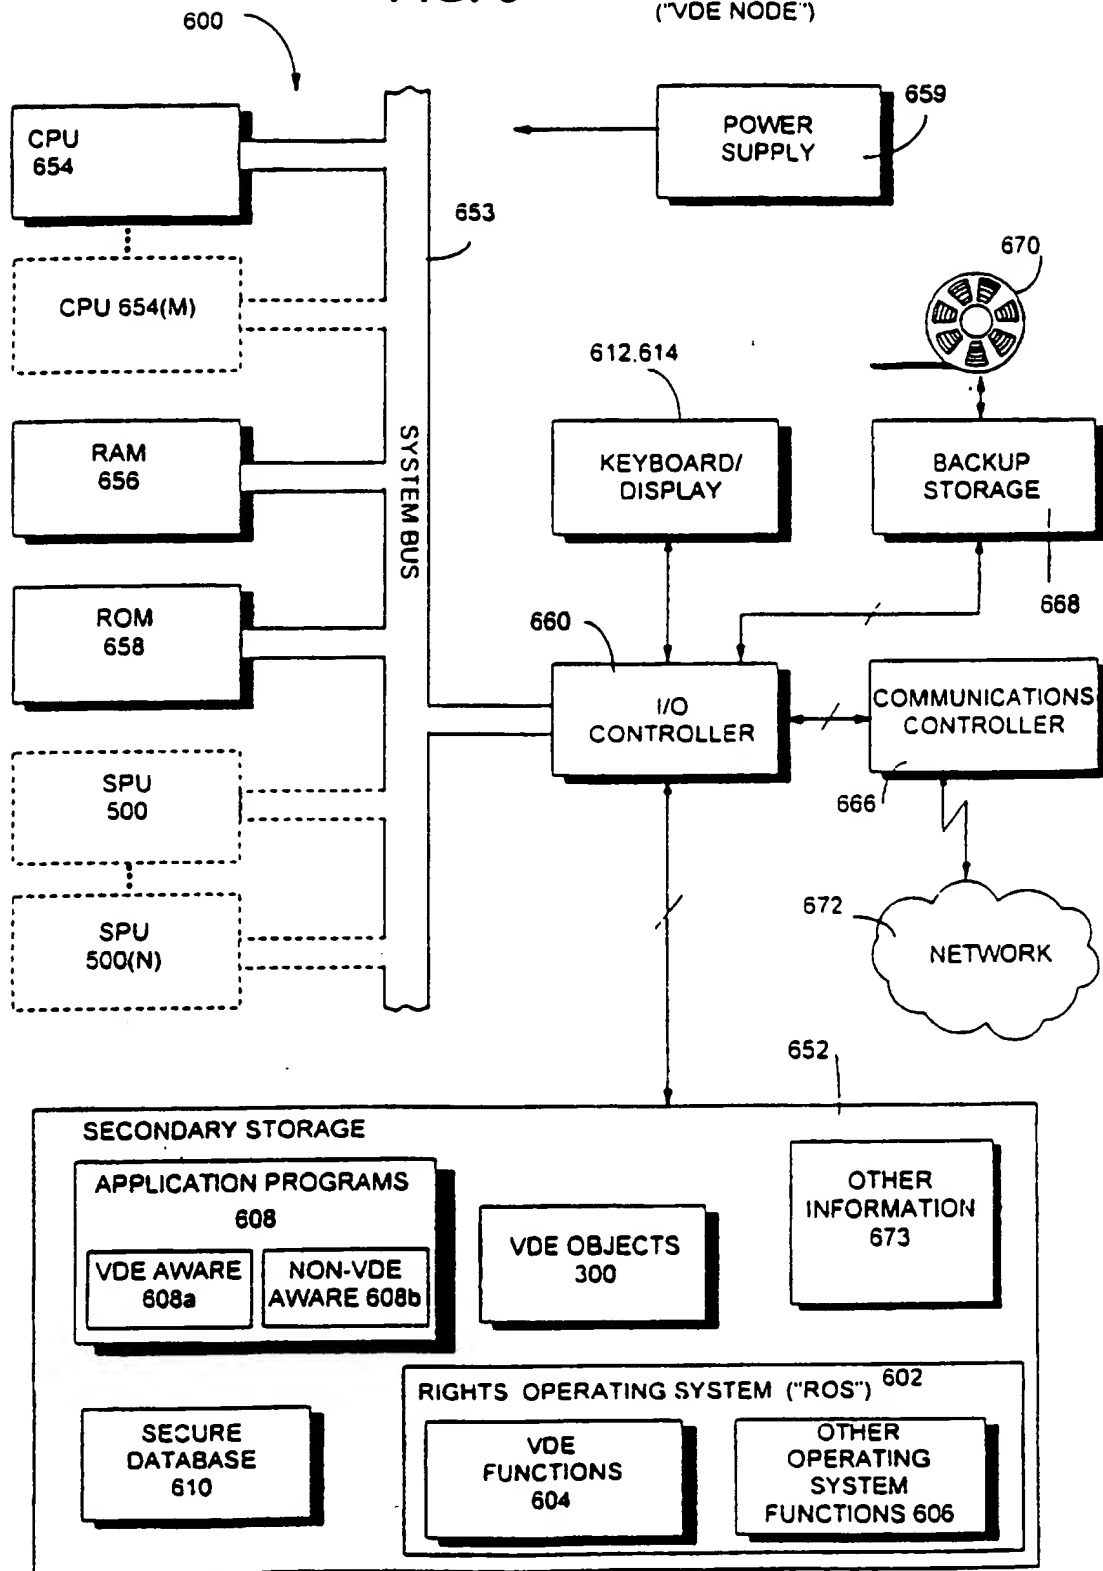 ("VDE NODE")
600
CPU
654
659
POWER
SUPPLY
653
CPU 654(M)
670
612.614
RAM
656
SYSTEM BUS
KEYBOARD/
DISPLAY
BACKUP
STORAGE
668
ROM
658
660
I/O
CONTROLLER
COMMUNICATIONS
CONTROLLER
666
SPU
500
SPU
500(N)
672
NETWORK
652
SECONDARY STORAGE
APPLICATION PROGRAMS
608
VDE AWARE
608a
NON-VDE
AWARE 608b
VDE OBJECTS
300
OTHER
INFORMATION
673
SECURE
DATABASE
610
RIGHTS OPERATING SYSTEM ("ROS") 602
VDE
FUNCTIONS
604
OTHER
OPERATING
SYSTEM
FUNCTIONS 606